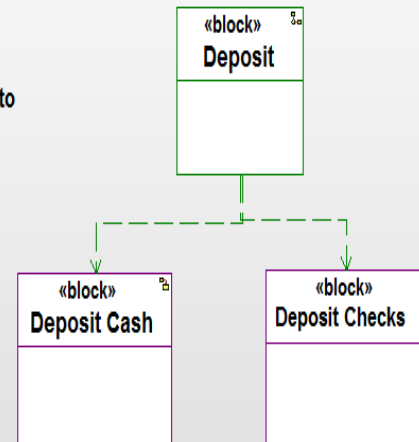 «block»
Deposit
to
«block»
Deposit Cash
«block»
Deposit Checks